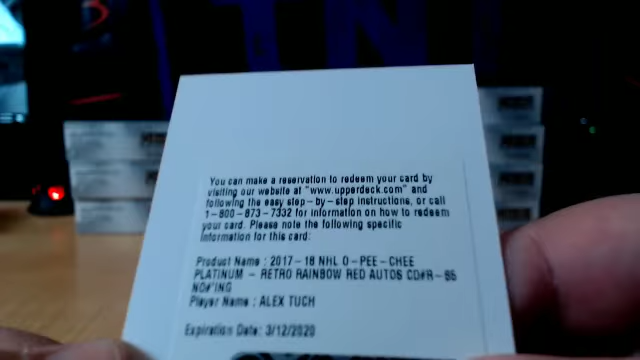 You can make a reservation to redeem your card by
visiting our website at "www.upperdeck.com" and
following the easy step-by-step instructions, or call
1-800-873-7332 for information on how to redeem
your card. Please note the following specific
information for this card:
Product Name : 2017-18 NHL O-PEE-CHEE
PLATINUM - RETRO RAINBOW RED AUTOS CD#R-65
NO#'ING
Player Name : ALEX TUCH
Expiration Date: 3/12/2020